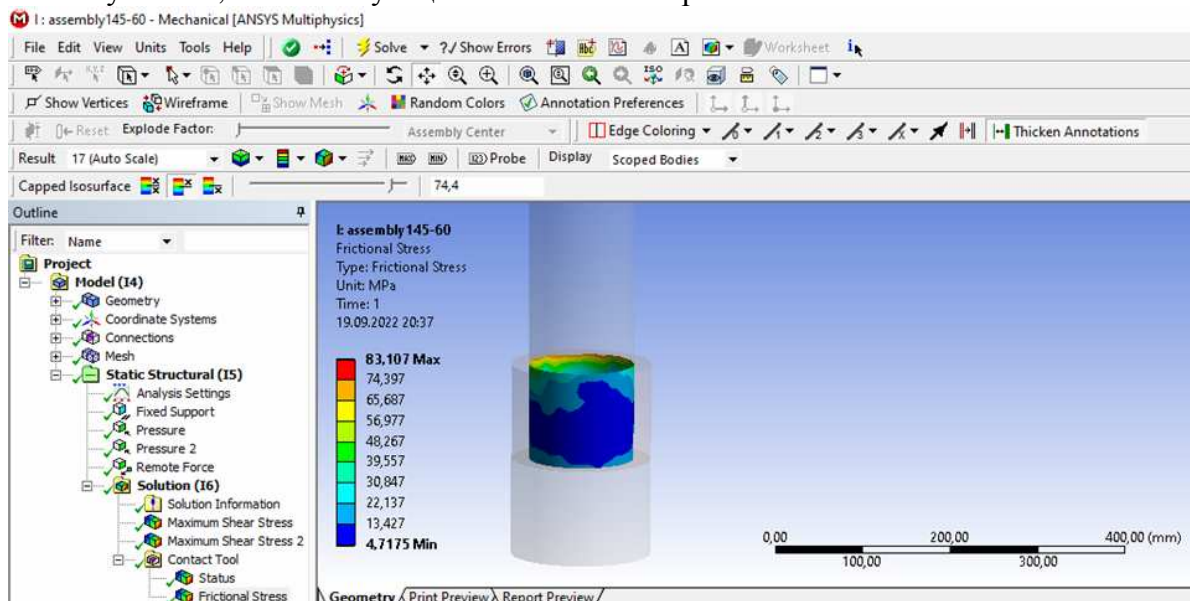 I : assembly145-60 - Mechanical [ANSYS Multiphysics]
File Edit View Units Tools Help Solve ?/ Show Errors Worksheet
Show Vertices Wireframe Show Mesh Random Colors Annotation Preferences
Reset Explode Factor: Assembly Center Edge Coloring Thicken Annotations
Result 17 (Auto Scale) MAX MIN Probe Display Scoped Bodies
Capped Isosurface 74,4
Outline
Filter: Name
Project
Model (I4)
Geometry
Coordinate Systems
Connections
Mesh
Static Structural (I5)
Analysis Settings
Fixed Support
Pressure
Pressure 2
Remote Force
Solution (I6)
Solution Information
Maximum Shear Stress
Maximum Shear Stress 2
Contact Tool
Status
Frictional Stress
I: assembly145-60
Frictional Stress
Type: Frictional Stress
Unit: MPa
Time: 1
19.09.2022 20:37
83,107 Max
74,397
65,687
56,977
48,267
39,557
30,847
22,137
13,427
4,7175 Min
0,00 200,00 400,00 (mm)
100,00 300,00
Geometry Print Preview Report Preview